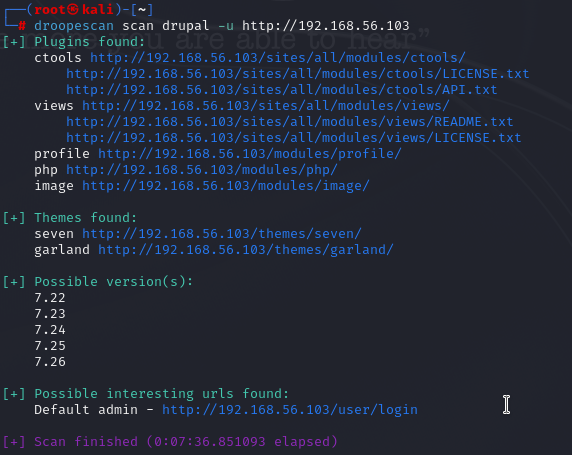 ┌──(root㉿kali)-[~]
└─# droopescan scan drupal -u http://192.168.56.103
you are able to hear”
[+] Plugins found:
ctools http://192.168.56.103/sites/all/modules/ctools/
http://192.168.56.103/sites/all/modules/ctools/LICENSE.txt
http://192.168.56.103/sites/all/modules/ctools/API.txt
views http://192.168.56.103/sites/all/modules/views/
http://192.168.56.103/sites/all/modules/views/README.txt
http://192.168.56.103/sites/all/modules/views/LICENSE.txt
profile http://192.168.56.103/modules/profile/
php http://192.168.56.103/modules/php/
image http://192.168.56.103/modules/image/
[+] Themes found:
seven http://192.168.56.103/themes/seven/
garland http://192.168.56.103/themes/garland/
[+] Possible version(s):
7.22
7.23
7.24
7.25
7.26
[+] Possible interesting urls found:
Default admin - http://192.168.56.103/user/login
[+] Scan finished (0:07:36.851093 elapsed)